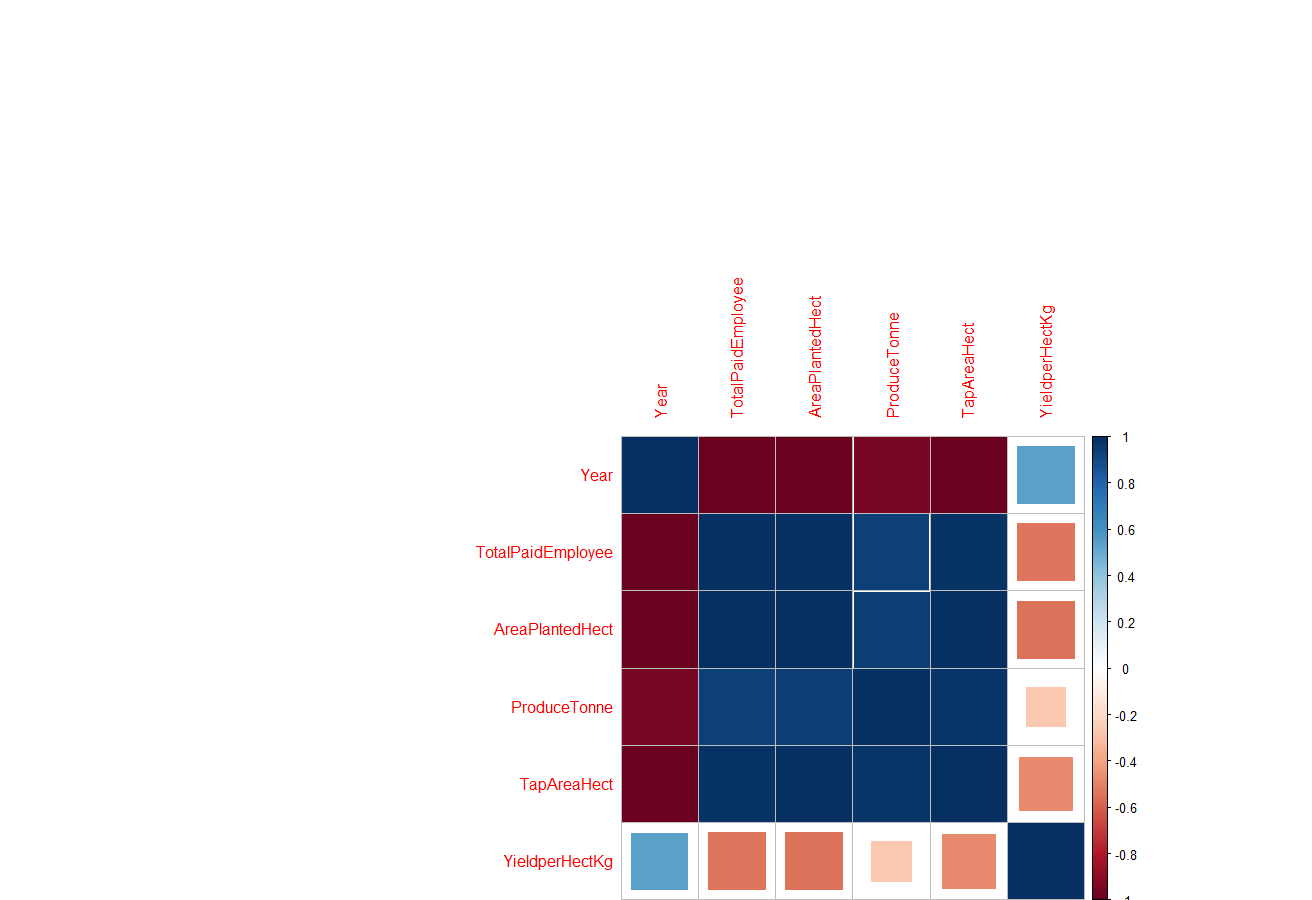 Year
TotalPaidEmployee
AreaPlantedHect
ProduceTonne
TapAreaHect
YieldperHectKg
Year
TotalPaidEmployee
AreaPlantedHect
ProduceTonne
TapAreaHect
YieldperHectKg
1
0.8
0.6
0.4
0.2
0
-0.2
-0.4
-0.6
-0.8
-1